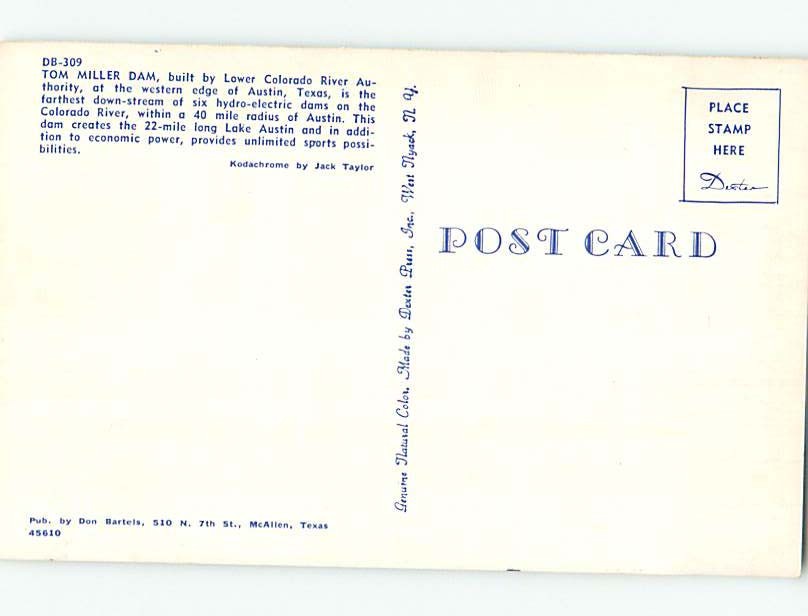 DB-309
TOM MILLER DAM, built by Lower Colorado River Au-
thority, at the western edge of Austin, Texas, is the
farthest down-stream of six hydro-electric dams on the
Colorado River, within a 40 mile radius of Austin. This
dam creates the 22-mile long Lake Austin and in addi-
tion to economic power, provides unlimited sports possi-
bilities.
Kodachrome by Jack Taylor
Pub. by Don Bartels, 510 N. 7th St., McAllen, Texas
45610
Genuine Natural Color, Made by Dexter Press, Inc., West Nyack, N. Y.
PLACE
STAMP
HERE
Dexter
POST CARD